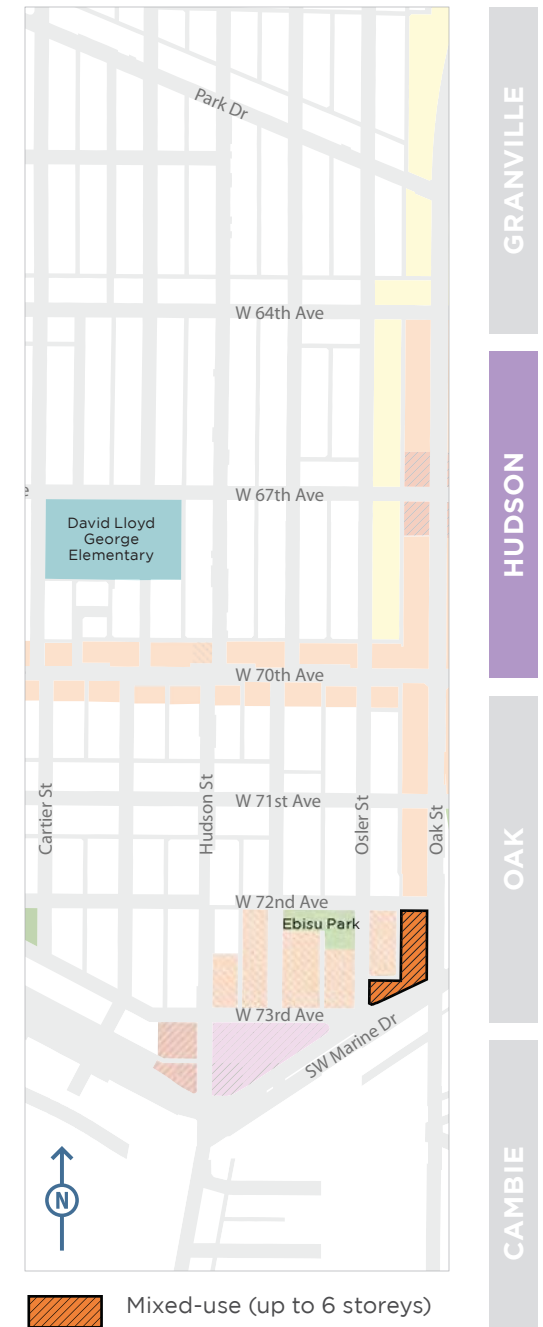 Park Dr
W 64th Ave
W 67th Ave
e
David Lloyd
George
Elementary
W 70th Ave
W 71st Ave
Cartier St
Hudson St
Osler St
Oak St
W 72nd Ave
Ebisu Park
W 73rd Ave
SW Marine Dr
N
Mixed-use (up to 6 storeys)
GRANVILLE
HUDSON
OAK
CAMBIE